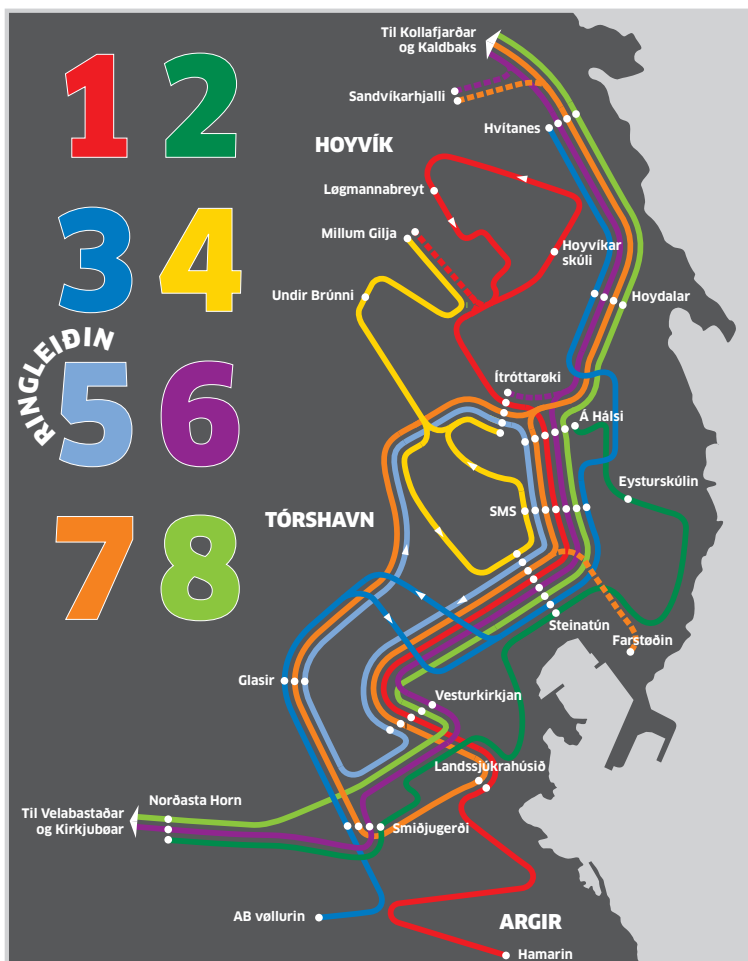 Til Kollafjarðar
og Kaldbaks
Sandvíkarhjalli
Hvítanes
1 2
HOYVÍK
Løgmannabreyt
Millum Gilja
Hoyvíkar
skúli
3 4
Undir Brúnni
Hoydalar
RINGLEIÐIN
5 6
Ítróttarøki
Á Hálsi
Eysturskúlin
SMS
TÓRSHAVN
7 8
Steinatún
Farstøðin
Glasir
Vesturkirkjan
Landssjúkrahúsið
Norðasta Horn
Til Velabastaðar
og Kirkjubøar
Smiðjugerði
AB vøllurin
ARGIR
Hamarin